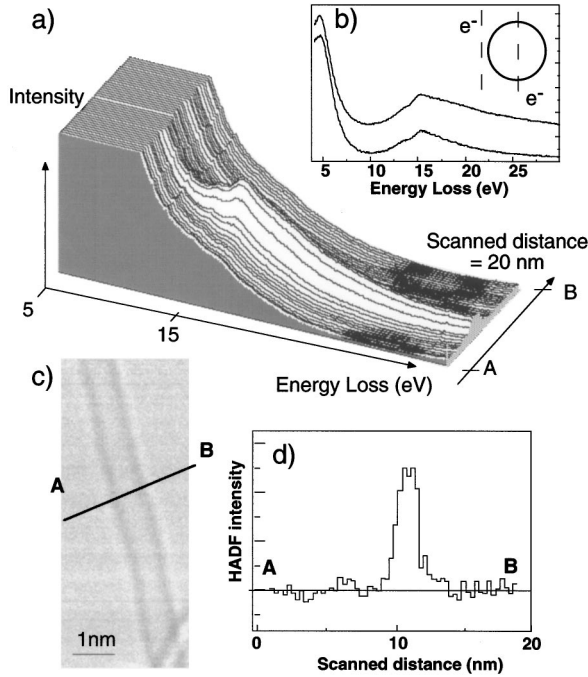 a)
Intensity
5
15
Energy Loss (eV)
Scanned distance
= 20 nm
B
A
b)
e-
e-
5
10
15
20
25
Energy Loss (eV)
c)
A
B
1nm
d)
HADF intensity
A
B
0
10
20
Scanned distance (nm)